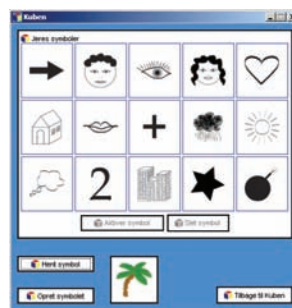 Kuben
Jeres symboler
2
Aktiver symbol
Slet symbol
Hent symbol
Opret symbolet
Tilbage til Kuben